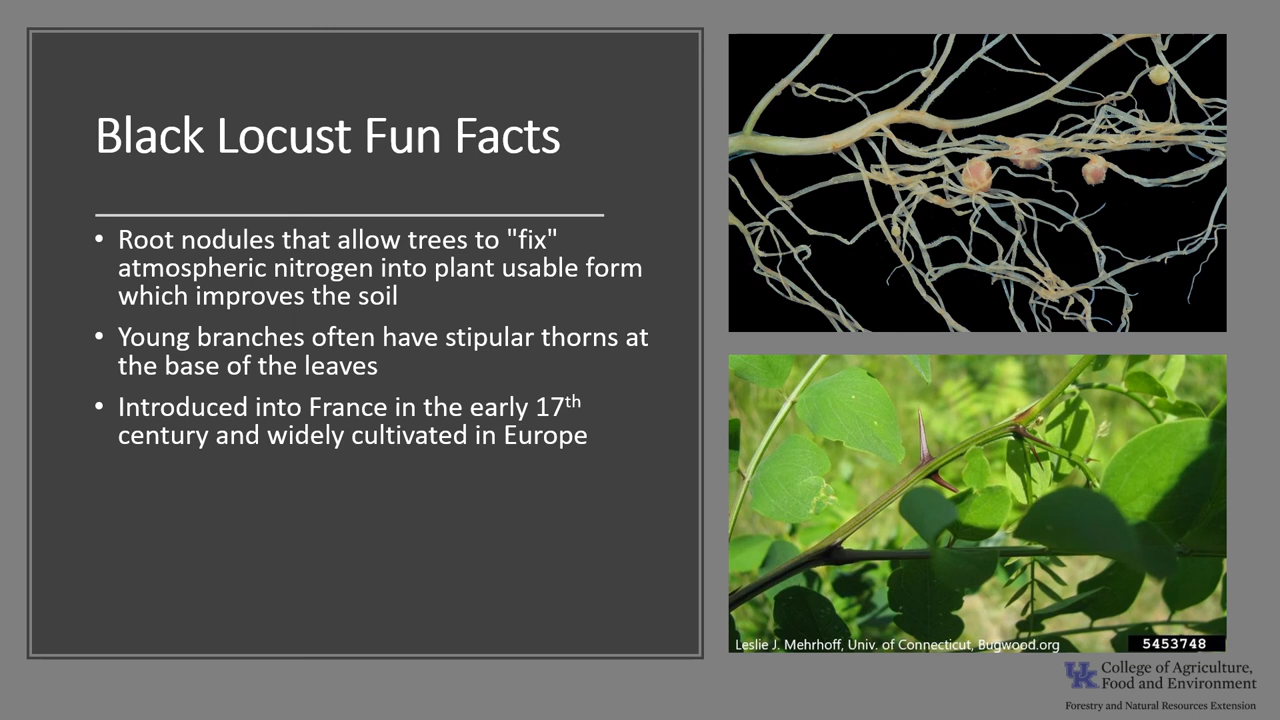 Black Locust Fun Facts
• Root nodules that allow trees to "fix"
atmospheric nitrogen into plant usable form
which improves the soil
• Young branches often have stipular thorns at
the base of the leaves
• Introduced into France in the early 17th
century and widely cultivated in Europe
Leslie J. Mehrhoff, Univ. of Connecticut, Bugwood.org
5453748
UK College of Agriculture,
Food and Environment
Forestry and Natural Resources Extension